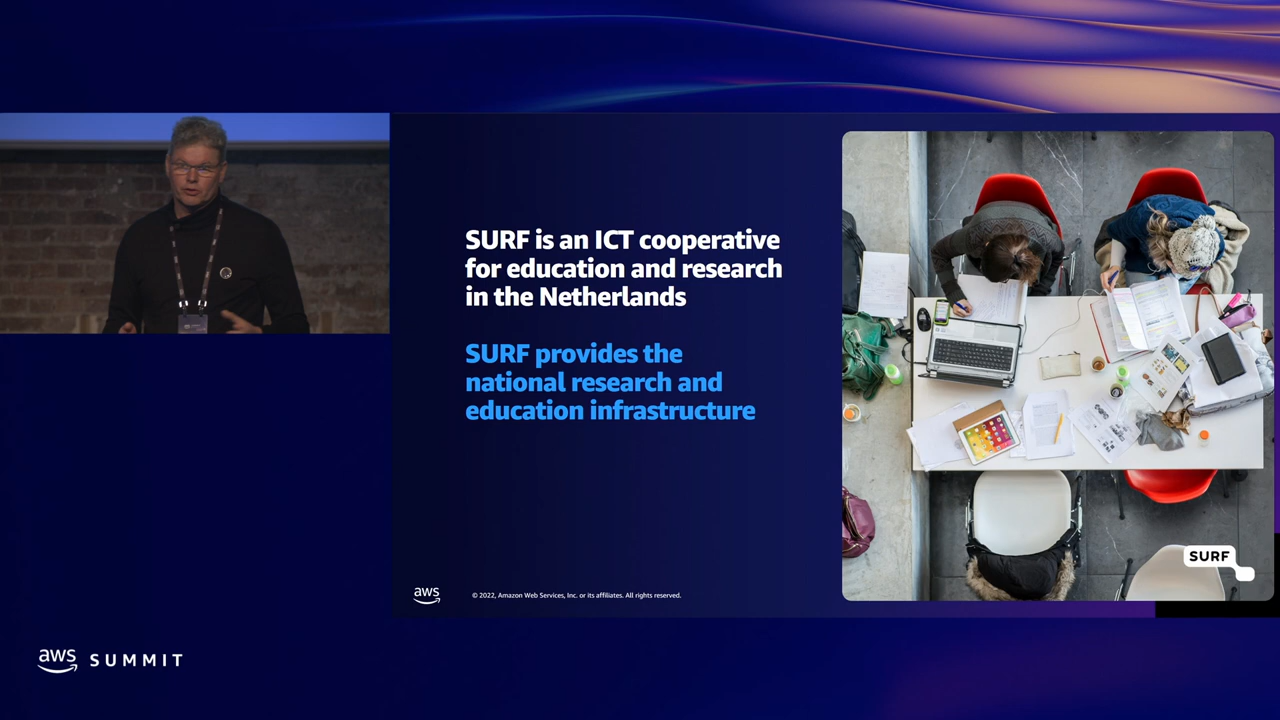 SURF is an ICT cooperative
for education and research
in the Netherlands
SURF provides the
national research and
education infrastructure
SURF
aws
© 2022, Amazon Web Services, Inc. or its affiliates. All rights reserved.
aws SUMMIT